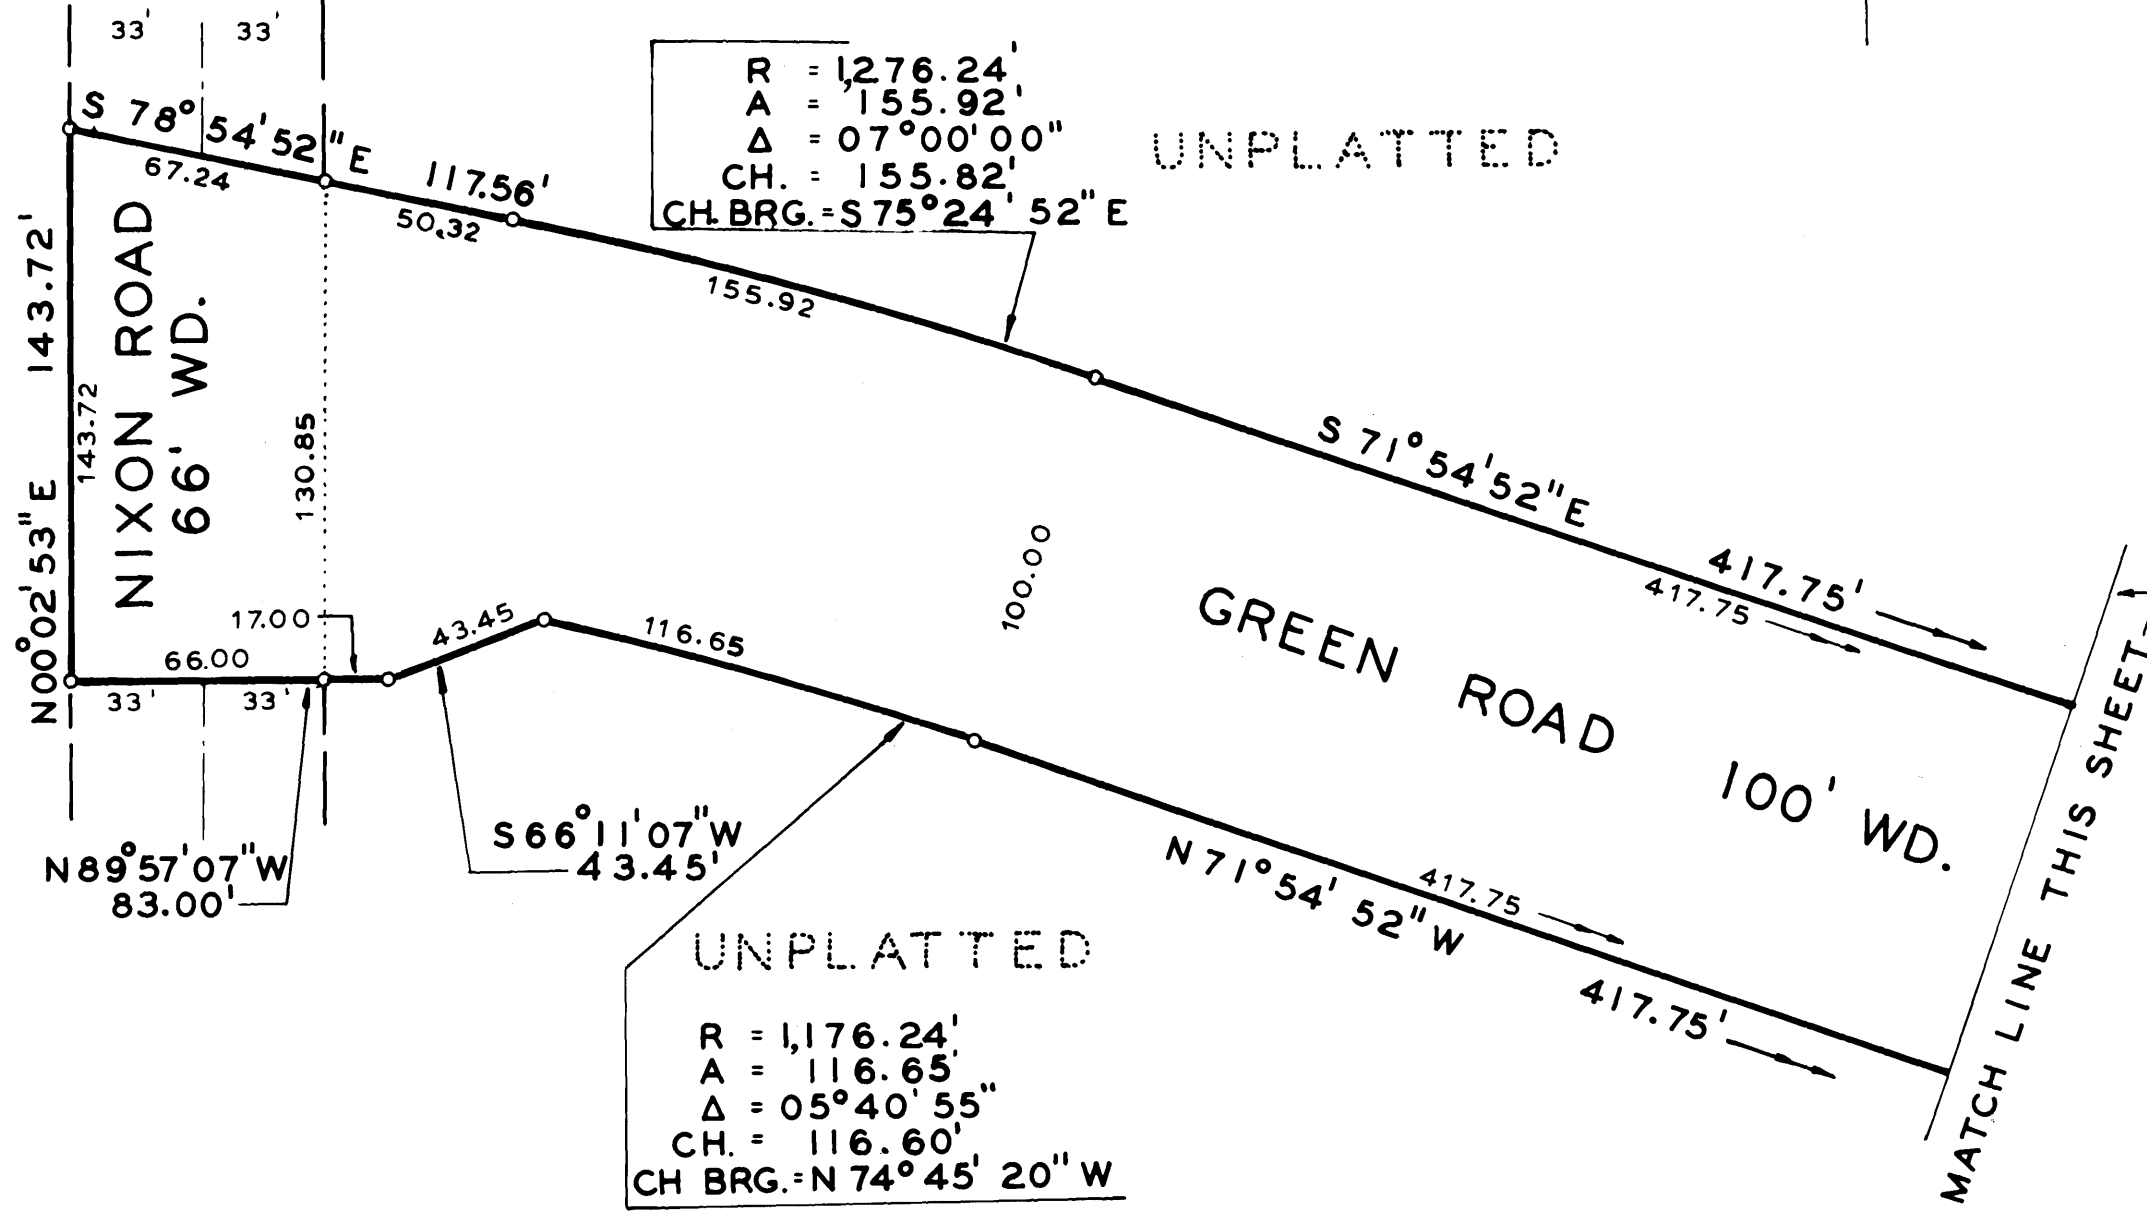 33' 33'
R = 1,276.24'
A = 155.92'
Δ = 07°00'00"
CH. = 155.82'
CH. BRG. = S 75°24'52" E
UNPLATTED
S 78°54'52" E
117.56'
67.24
50.32
155.92
N00°02'53"E 143.72'
143.72
NIXON ROAD
66' WD.
130.85
S 71°54'52"E
417.75'
417.75
100.00
GREEN ROAD 100' WD.
17.00
43.45
116.65
66.00
33' 33'
N89°57'07"W
83.00'
S66°11'07"W
43.45'
N 71°54'52"W
417.75
417.75'
MATCH LINE THIS SHEET
UNPLATTED
R = 1,176.24'
A = 116.65'
Δ = 05°40'55"
CH. = 116.60'
CH BRG. = N 74°45'20" W